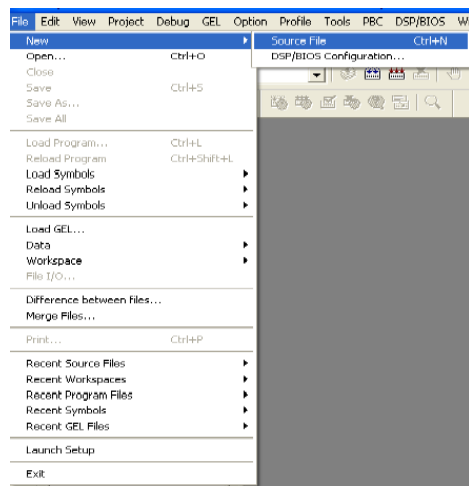 File Edit View Project Debug GEL Option Profile Tools PBC DSP/BIOS W
New Source File Ctrl+N
Open... Ctrl+O DSP/BIOS Configuration...
Close
Save Ctrl+S
Save As...
Save All
Load Program... Ctrl+L
Reload Program Ctrl+Shift+L
Load Symbols
Reload Symbols
Unload Symbols
Load GEL...
Data
Workspace
File I/O...
Difference between files...
Merge Files...
Print... Ctrl+P
Recent Source Files
Recent Workspaces
Recent Program Files
Recent Symbols
Recent GEL Files
Launch Setup
Exit